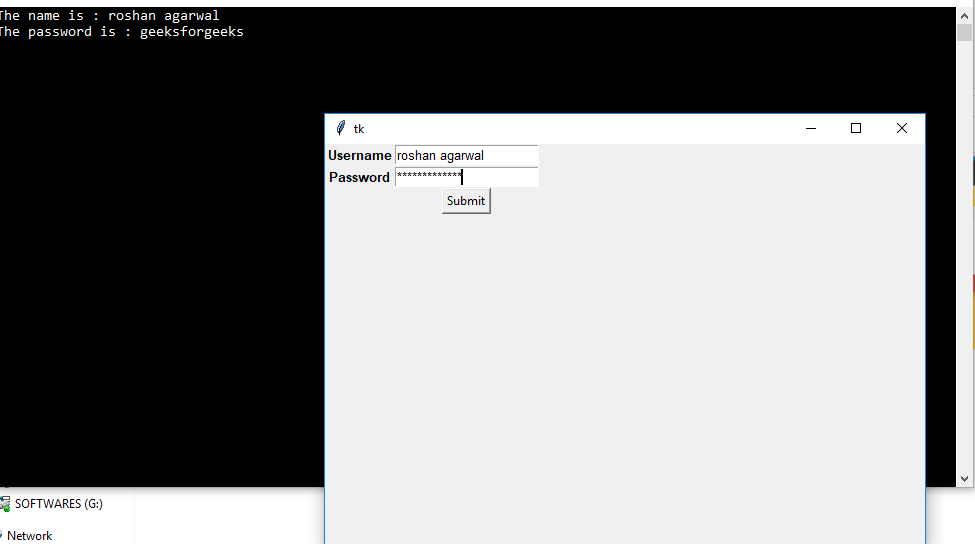 The name is : roshan agarwal
The password is : geeksforgeeks
tk
Username roshan agarwal
Password *************
Submit
SOFTWARES (G:)
Network